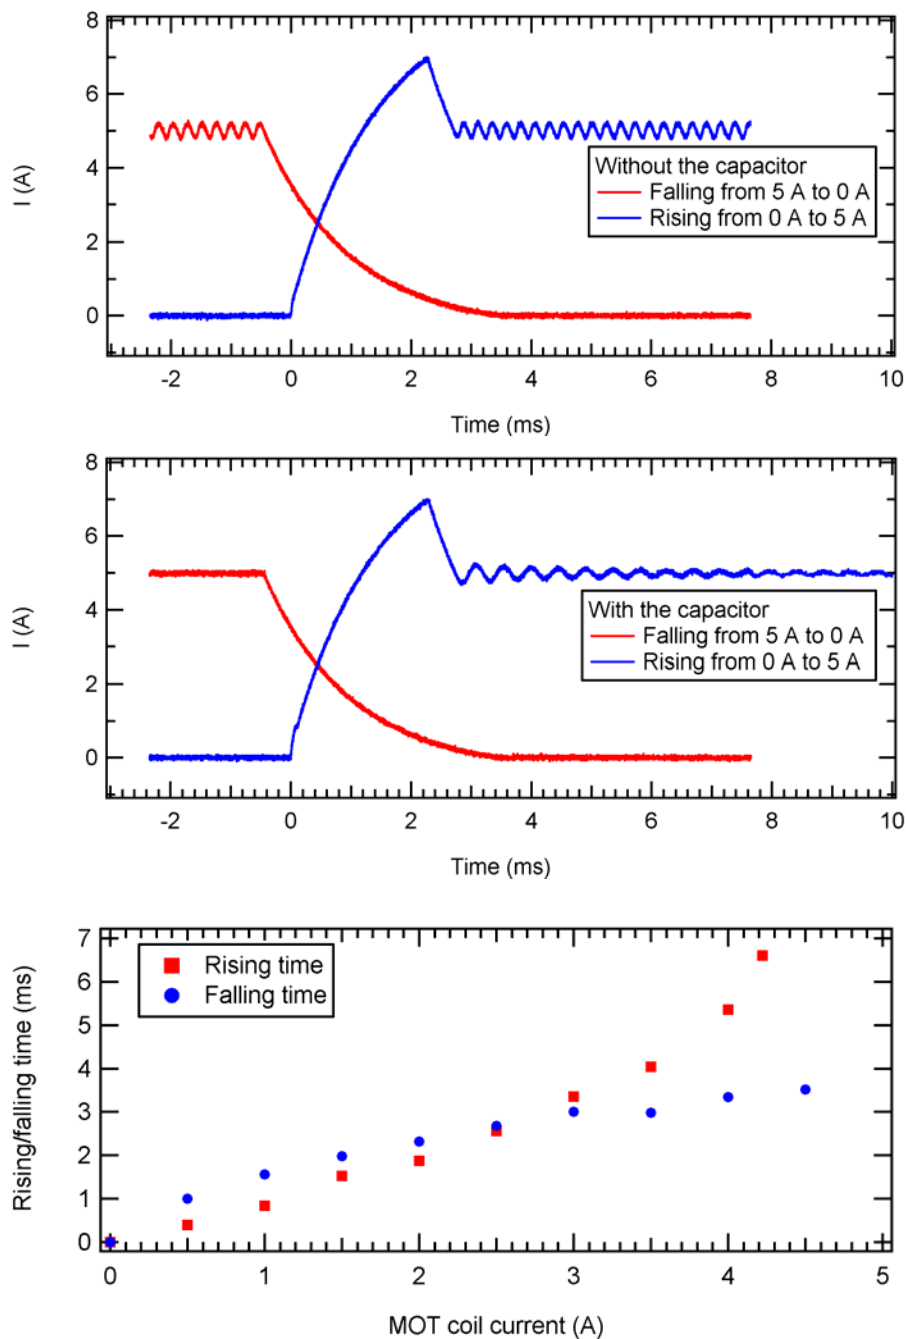 8
6
4
2
0
I (A)
Without the capacitor
Falling from 5 A to 0 A
Rising from 0 A to 5 A
-2 0 2 4 6 8 10
Time (ms)
8
6
4
2
0
I (A)
With the capacitor
Falling from 5 A to 0 A
Rising from 0 A to 5 A
-2 0 2 4 6 8 10
Time (ms)
7
6
5
4
3
2
1
0
Rising/falling time (ms)
Rising time
Falling time
0 1 2 3 4 5
MOT coil current (A)